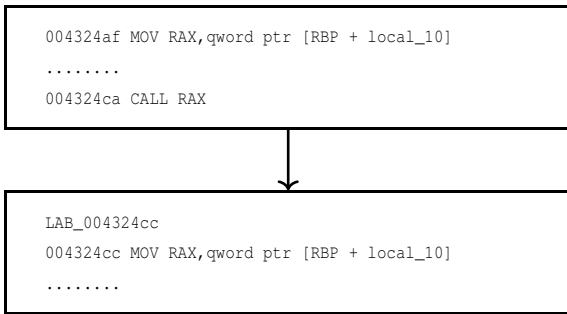 004324af MOV RAX,qword ptr [RBP + local_10]
........
004324ca CALL RAX
LAB_004324cc
004324cc MOV RAX,qword ptr [RBP + local_10]
........